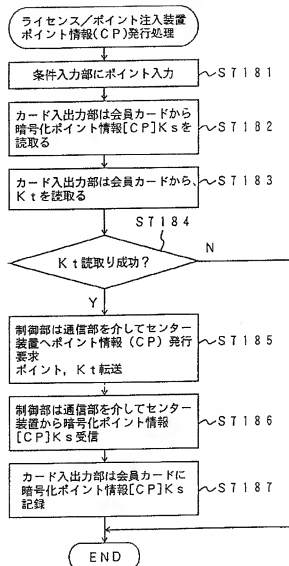 ライセンス/ポイント注入装置
ポイント情報(CP)発行処理
条件入力部にポイント入力
S7181
カード入出力部は会員カードから
暗号化ポイント情報[CP]Ksを
読取る
S7182
カード入出力部は会員カードから、
Ktを読取る
S7183
S7184
Kt読取り成功?
N
Y
制御部は通信部を介してセンター
装置へポイント情報(CP)発行
要求
ポイント,Kt転送
S7185
制御部は通信部を介してセンター
装置から暗号化ポイント情報
[CP]Ks受信
S7186
カード入出力部は会員カードに
暗号化ポイント情報[CP]Ks
記録
S7187
END